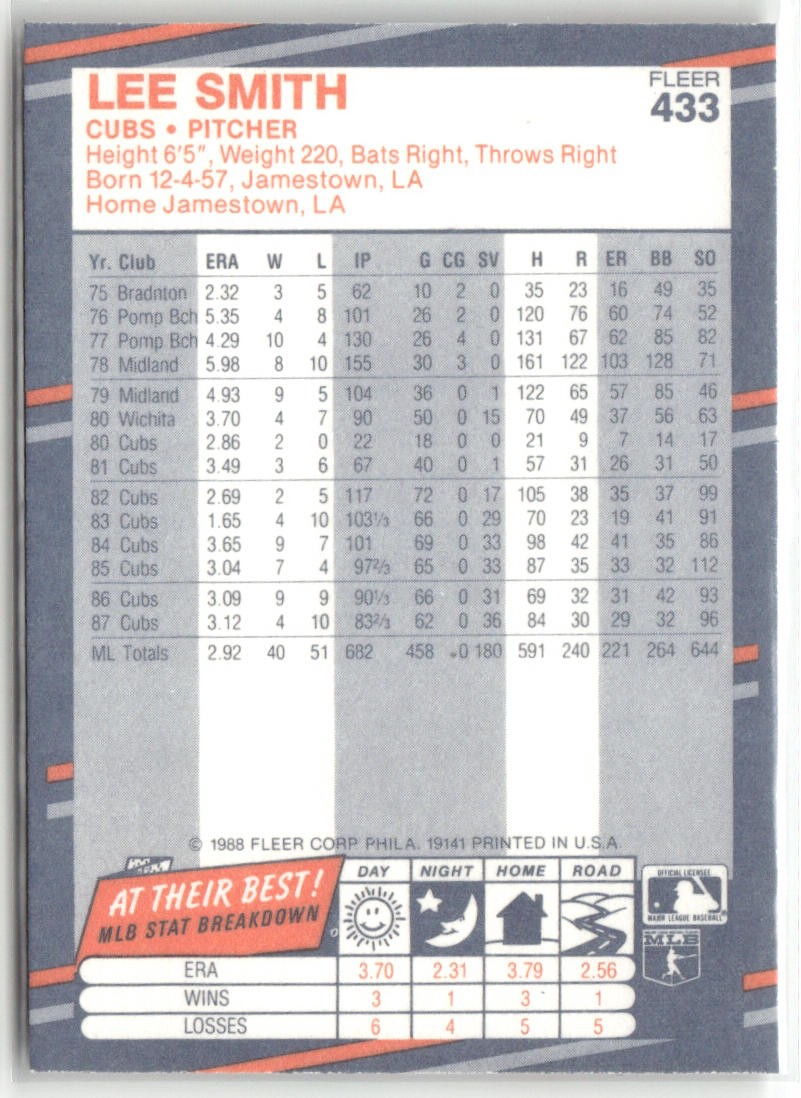 LEE SMITH
FLEER
433
CUBS • PITCHER
Height 6'5", Weight 220, Bats Right, Throws Right
Born 12-4-57, Jamestown, LA
Home Jamestown, LA
Yr. Club ERA W L IP G CG SV H R ER BB SO
75 Bradnton 2.32 3 5 62 10 2 0 35 23 16 49 35
76 Pomp Bch 5.35 4 8 101 26 2 0 120 76 60 74 52
77 Pomp Bch 4.29 10 4 130 26 4 0 131 67 62 85 82
78 Midland 5.98 8 10 155 30 3 0 161 122 103 128 71
79 Midland 4.93 9 5 104 36 0 1 122 65 57 85 46
80 Wichita 3.70 4 7 90 50 0 15 70 49 37 56 63
80 Cubs 2.86 2 0 22 18 0 0 21 9 7 14 17
81 Cubs 3.49 3 6 67 40 0 1 57 31 26 31 50
82 Cubs 2.69 2 5 117 72 0 17 105 38 35 37 99
83 Cubs 1.65 4 10 103 1/3 66 0 29 70 23 19 41 91
84 Cubs 3.65 9 7 101 69 0 33 98 42 41 35 86
85 Cubs 3.04 7 4 97 2/3 65 0 33 87 35 33 32 112
86 Cubs 3.09 9 9 90 1/3 66 0 31 69 32 31 42 93
87 Cubs 3.12 4 10 83 2/3 62 0 36 84 30 29 32 96
ML Totals 2.92 40 51 682 458 0 180 591 240 221 264 644
© 1988 FLEER CORP PHILA. 19141 PRINTED IN U.S.A.
AT THEIR BEST!
MLB STAT BREAKDOWN
DAY NIGHT HOME ROAD
OFFICIAL LICENSEE
MAJOR LEAGUE BASEBALL
MLB
ERA 3.70 2.31 3.79 2.56
WINS 3 1 3 1
LOSSES 6 4 5 5